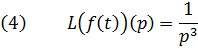 (4) L(f(t))(p) = 1/p³